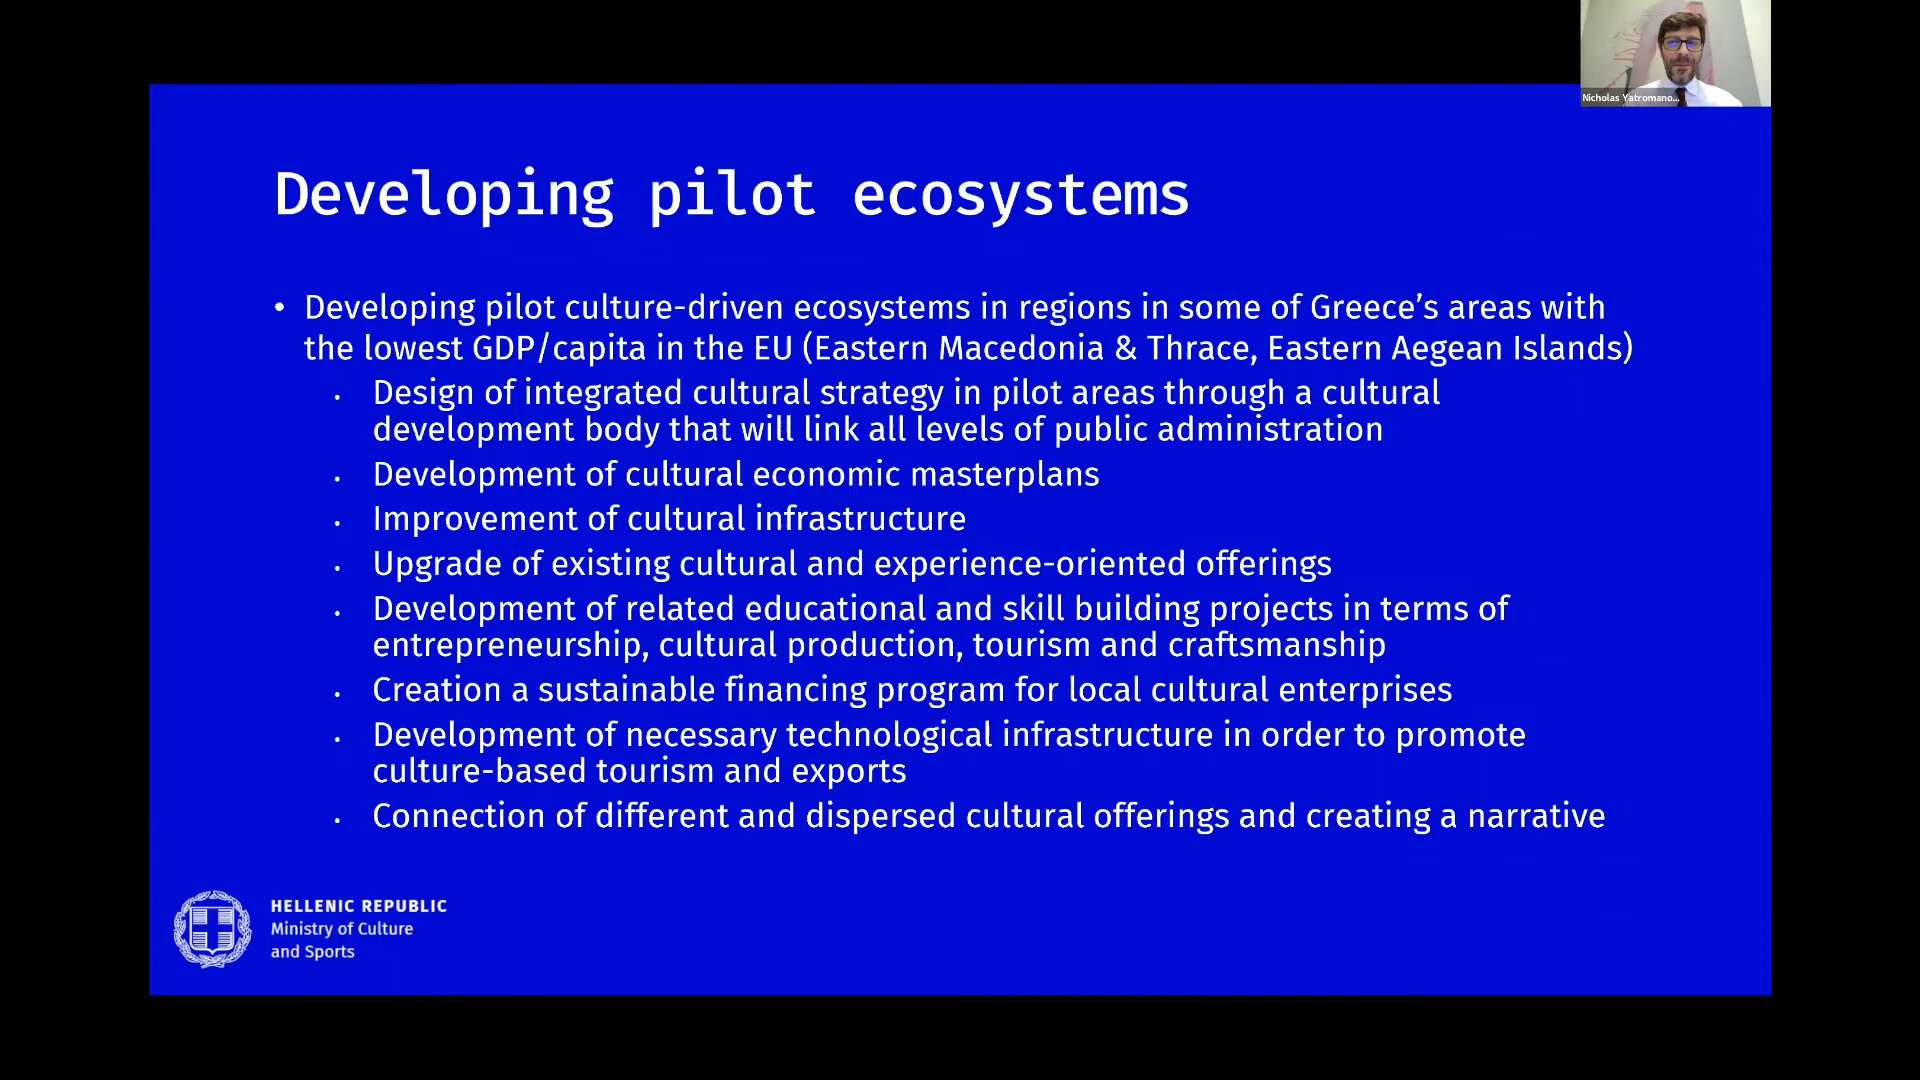 Nicholas Yatromano...
Developing pilot ecosystems
• Developing pilot culture-driven ecosystems in regions in some of Greece’s areas with
the lowest GDP/capita in the EU (Eastern Macedonia & Thrace, Eastern Aegean Islands)
• Design of integrated cultural strategy in pilot areas through a cultural
development body that will link all levels of public administration
• Development of cultural economic masterplans
• Improvement of cultural infrastructure
• Upgrade of existing cultural and experience-oriented offerings
• Development of related educational and skill building projects in terms of
entrepreneurship, cultural production, tourism and craftsmanship
• Creation a sustainable financing program for local cultural enterprises
• Development of necessary technological infrastructure in order to promote
culture-based tourism and exports
• Connection of different and dispersed cultural offerings and creating a narrative
HELLENIC REPUBLIC
Ministry of Culture
and Sports